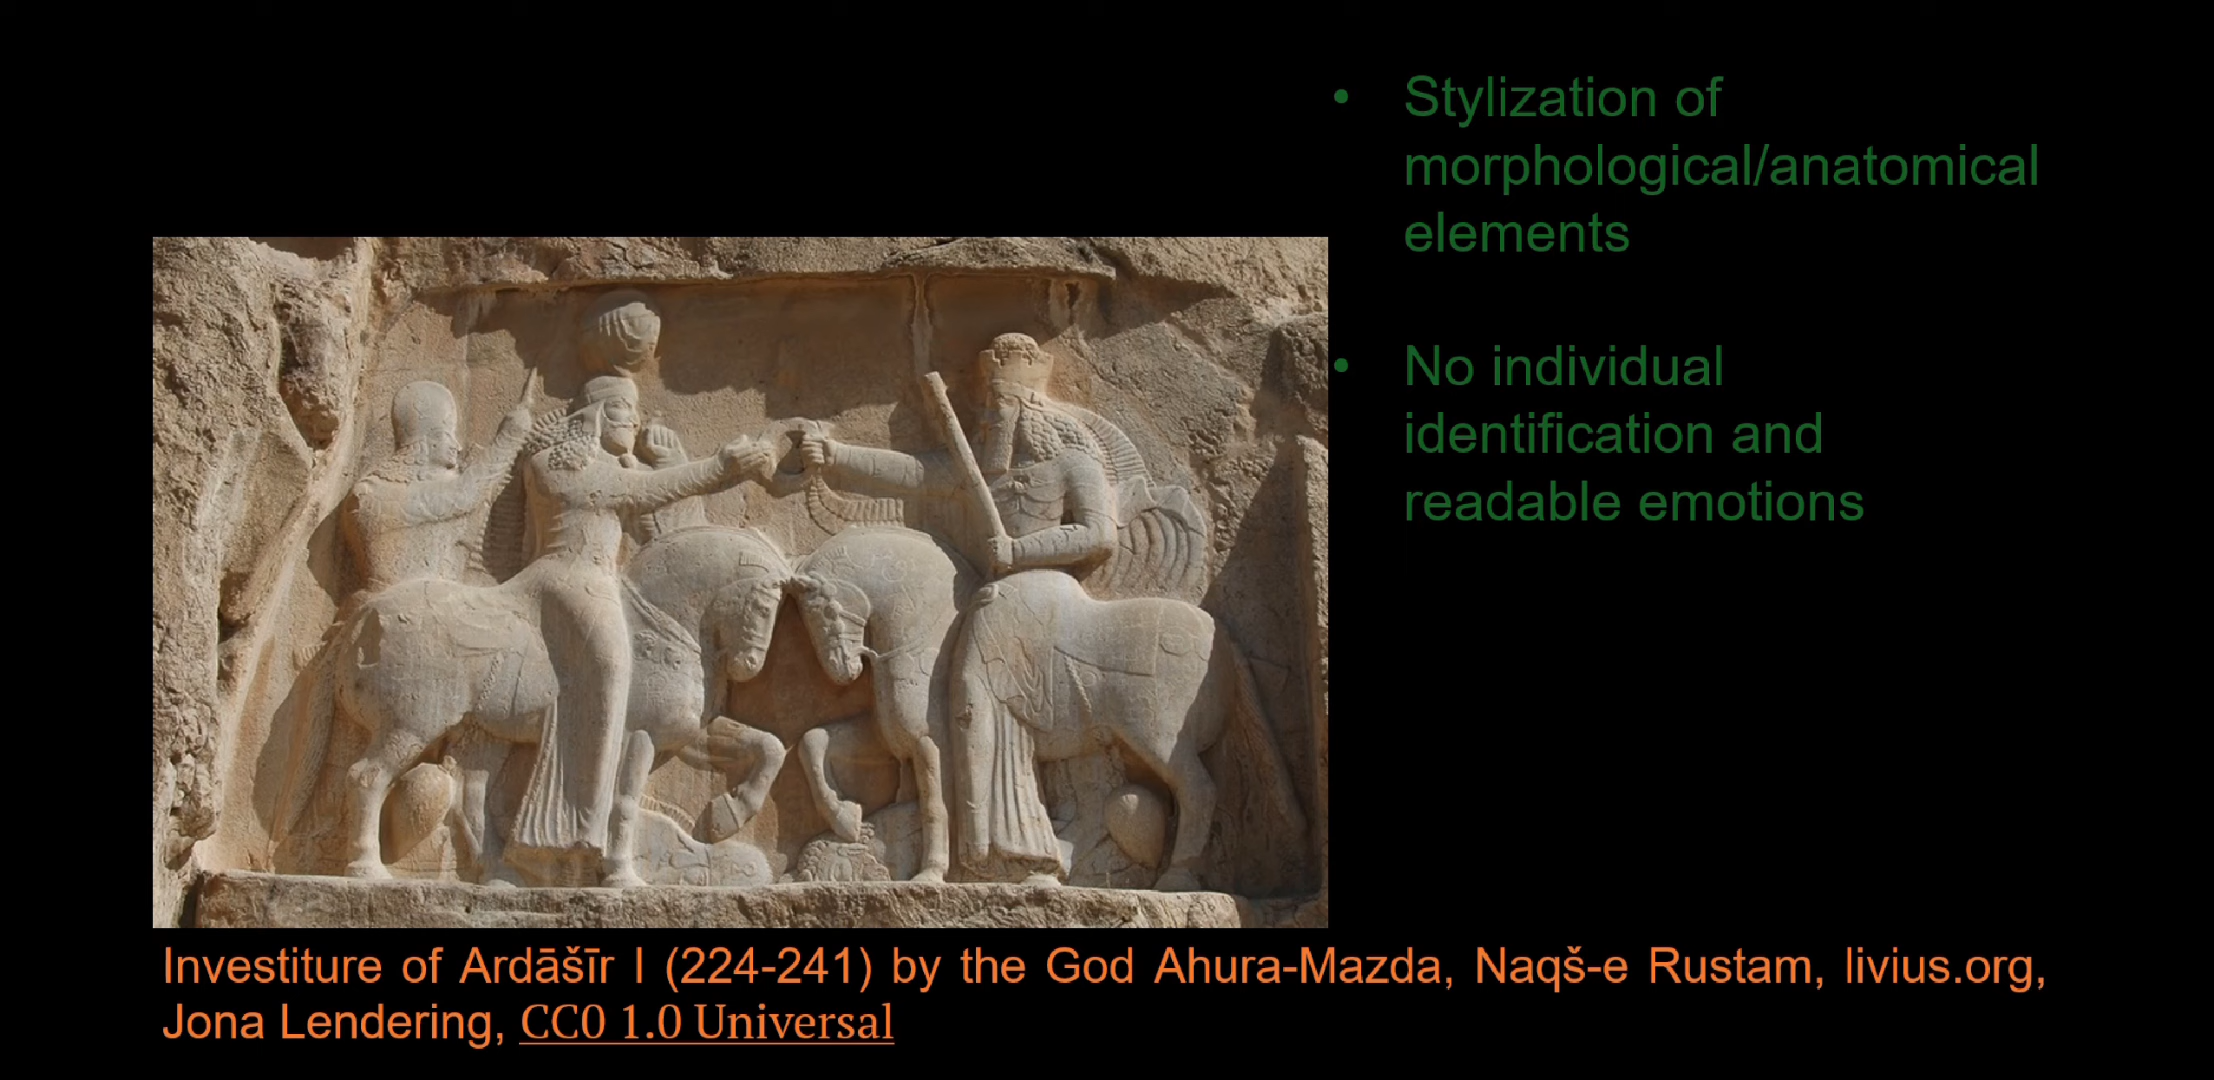 • Stylization of
morphological/anatomical
elements
• No individual
identification and
readable emotions
Investiture of Ardāšīr I (224-241) by the God Ahura-Mazda, Naqš-e Rustam, livius.org,
Jona Lendering, CC0 1.0 Universal